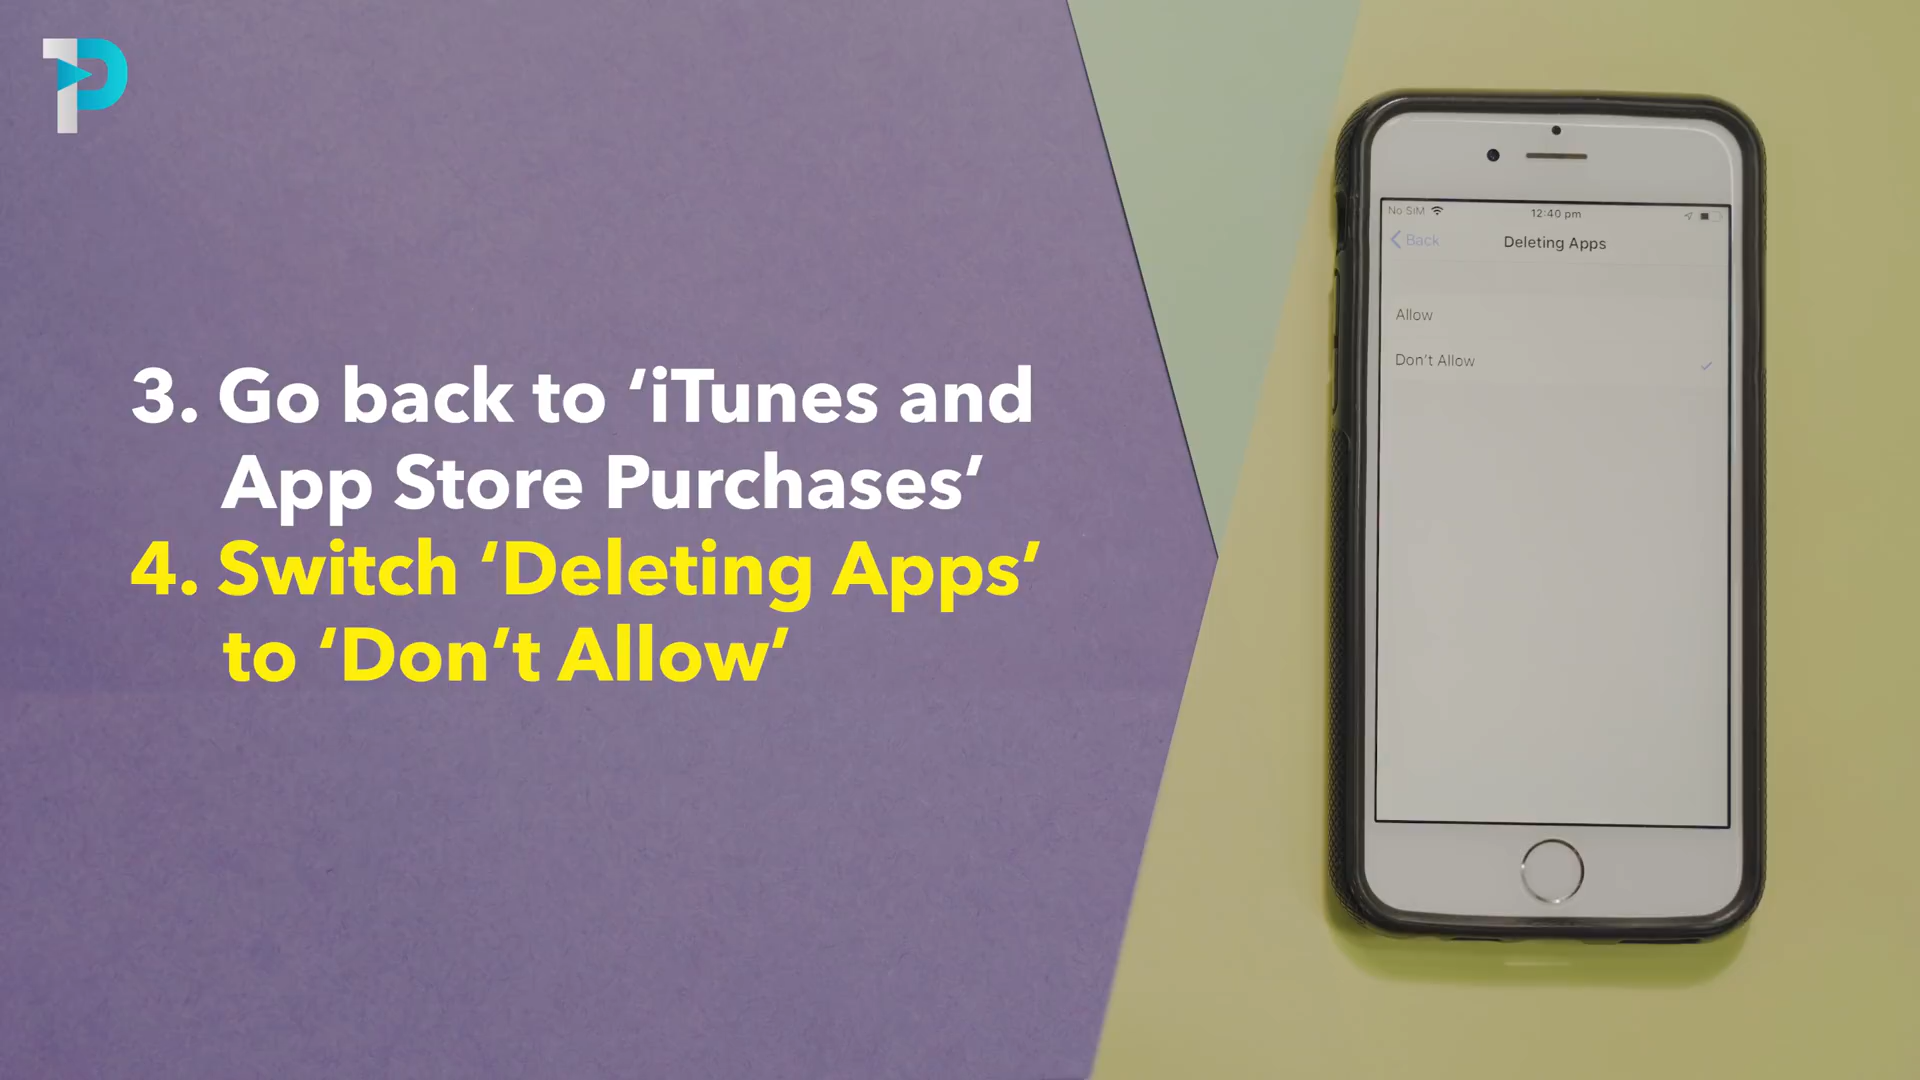 3. Go back to ‘iTunes and
App Store Purchases’
4. Switch ‘Deleting Apps’
to ‘Don’t Allow’
No SIM
12:40 pm
Back
Deleting Apps
Allow
Don’t Allow